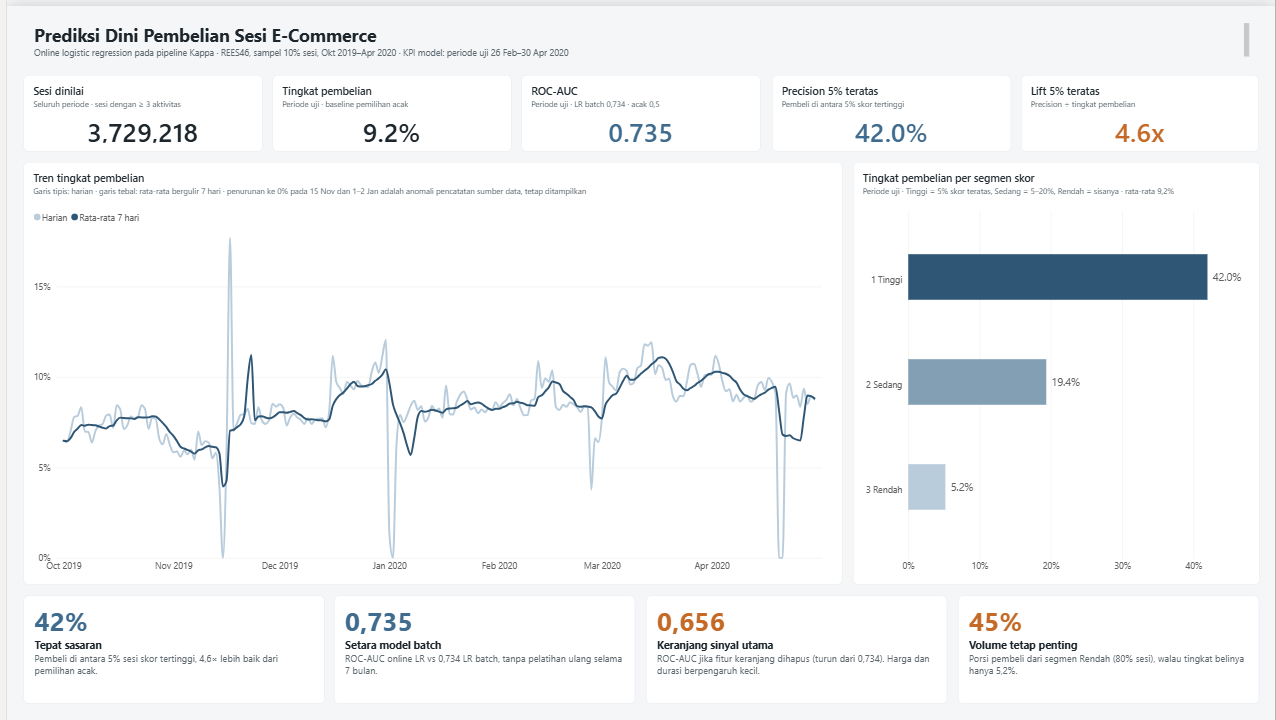 Prediksi Dini Pembelian Sesi E-Commerce
Online logistic regression pada pipeline Kappa · REES46, sampel 10% sesi, Okt 2019–Apr 2020 · KPI model: periode uji 26 Feb–30 Apr 2020
Sesi dinilai
Seluruh periode · sesi dengan ≥ 3 aktivitas
3,729,218
Tingkat pembelian
Periode uji · baseline pemilihan acak
9.2%
ROC-AUC
Periode uji · LR batch 0,734 · acak 0,5
0.735
Precision 5% teratas
Pembeli di antara 5% skor tertinggi
42.0%
Lift 5% teratas
Precision ÷ tingkat pembelian
4.6x
Tren tingkat pembelian
Garis tipis: harian · garis tebal: rata-rata bergulir 7 hari · penurunan ke 0% pada 15 Nov dan 1–2 Jan adalah anomali pencatatan sumber data, tetap ditampilkan
Harian Rata-rata 7 hari
15%
10%
5%
0%
Oct 2019 Nov 2019 Dec 2019 Jan 2020 Feb 2020 Mar 2020 Apr 2020
Tingkat pembelian per segmen skor
Periode uji · Tinggi = 5% skor teratas, Sedang = 5–20%, Rendah = sisanya · rata-rata 9,2%
1 Tinggi 42.0%
2 Sedang 19.4%
3 Rendah 5.2%
0% 10% 20% 30% 40%
42%
Tepat sasaran
Pembeli di antara 5% sesi skor tertinggi, 4,6× lebih baik dari
pemilihan acak.
0,735
Setara model batch
ROC-AUC online LR vs 0,734 LR batch, tanpa pelatihan ulang selama
7 bulan.
0,656
Keranjang sinyal utama
ROC-AUC jika fitur keranjang dihapus (turun dari 0,734). Harga dan
durasi berpengaruh kecil.
45%
Volume tetap penting
Porsi pembeli dari segmen Rendah (80% sesi), walau tingkat belinya
hanya 5,2%.